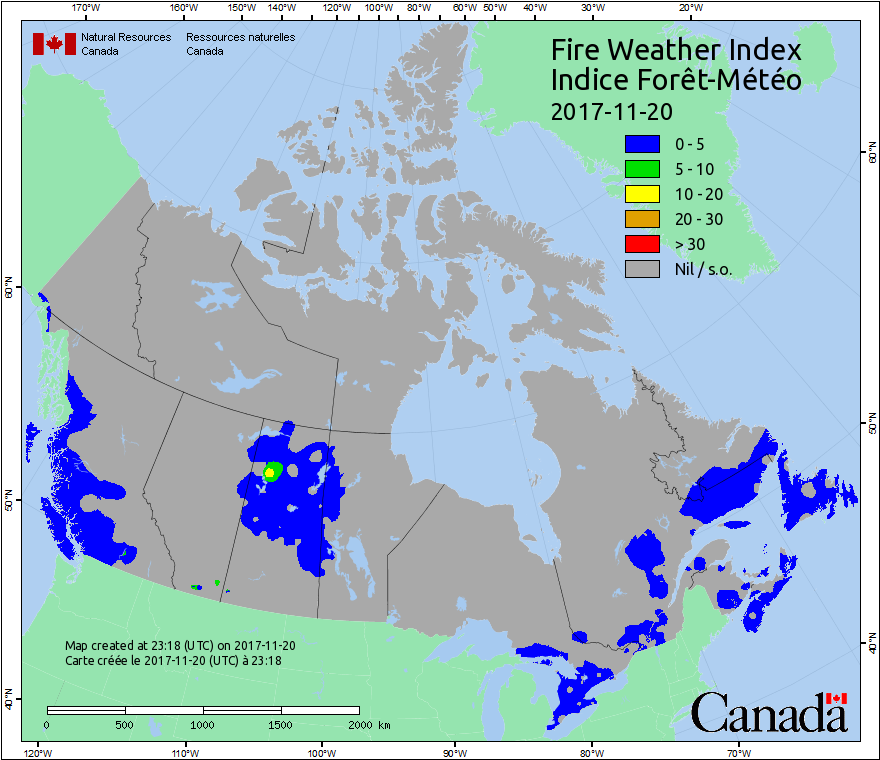 170°W 160°W 150°W 140°W 120°W 110°W 100°W 90°W 80°W 60°W 50°W 40°W 30°W 20°W
Natural Resources Ressources naturelles
Canada Canada
Fire Weather Index
Indice Forêt-Météo
2017-11-20
0 - 5
5 - 10
10 - 20
20 - 30
> 30
Nil / s.o.
60°N 60°N
50°N 50°N
40°N 40°N
Map created at 23:18 (UTC) on 2017-11-20
Carte créée le 2017-11-20 (UTC) à 23:18
0 500 1000 1500 2000 km
Canada
120°W 110°W 100°W 90°W 80°W 70°W